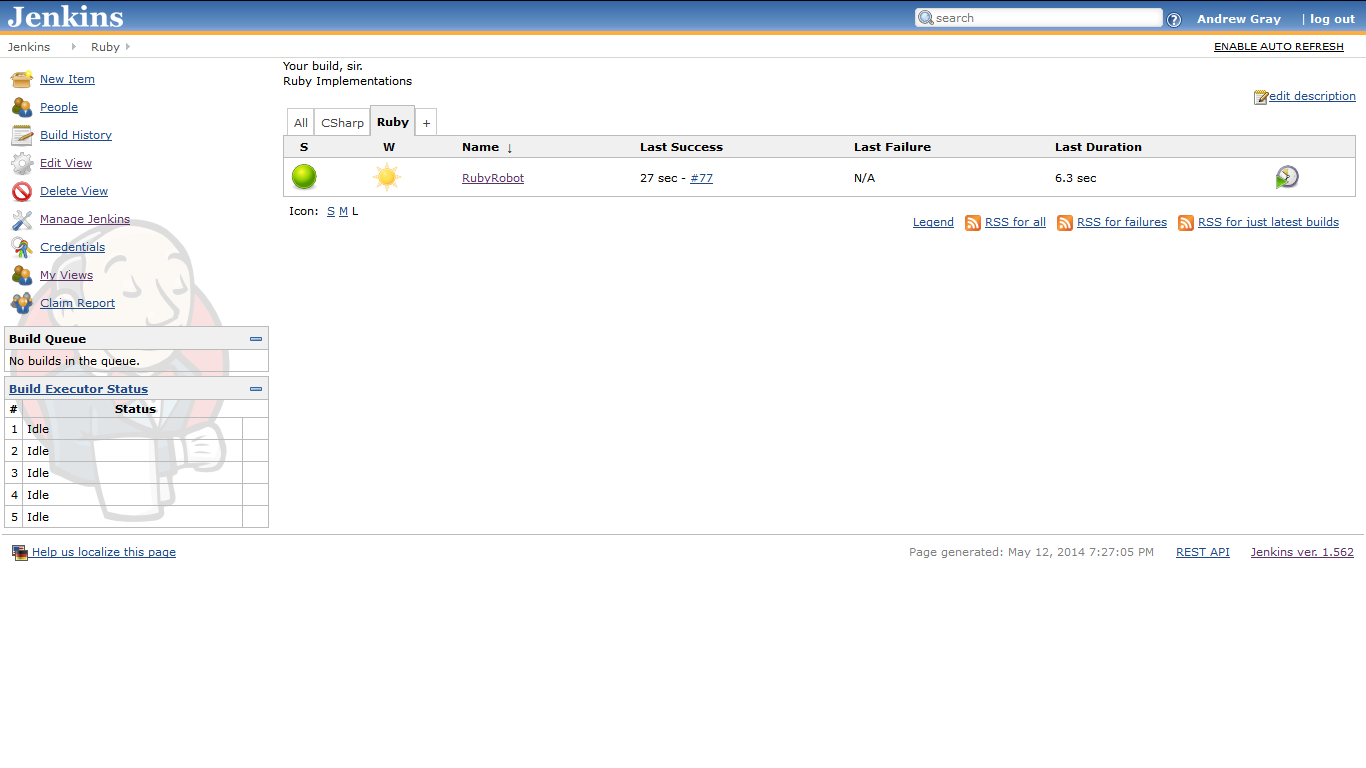 Jenkins
search
? Andrew Gray | log out
Jenkins Ruby
ENABLE AUTO REFRESH
New Item
People
Build History
Edit View
Delete View
Manage Jenkins
Credentials
My Views
Claim Report
Build Queue
No builds in the queue.
Build Executor Status
# Status
1 Idle
2 Idle
3 Idle
4 Idle
5 Idle
Your build, sir.
Ruby Implementations
edit description
All CSharp Ruby +
S W Name ↓ Last Success Last Failure Last Duration
RubyRobot 27 sec - #77 N/A 6.3 sec
Icon: S M L
Legend RSS for all RSS for failures RSS for just latest builds
Help us localize this page
Page generated: May 12, 2014 7:27:05 PM REST API Jenkins ver. 1.562